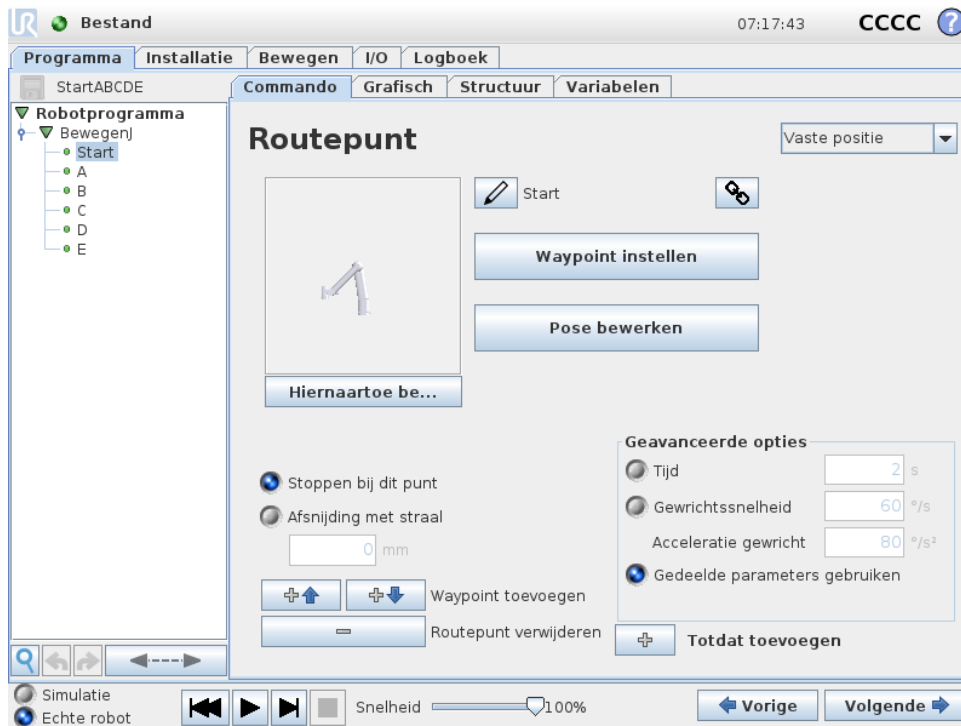 UR Bestand 07:17:43 CCCC ?
Programma Installatie Bewegen I/O Logboek
StartABCDE
Commando Grafisch Structuur Variabelen
Robotprogramma
BewegenJ
Start
A
B
C
D
E
Routepunt
Vaste positie
Start
Waypoint instellen
Pose bewerken
Hiernaartoe be...
Stoppen bij dit punt
Afsnijding met straal
0 mm
Waypoint toevoegen
Routepunt verwijderen
Geavanceerde opties
Tijd 2 s
Gewrichtssnelheid 60 °/s
Acceleratie gewricht 80 °/s²
Gedeelde parameters gebruiken
Totdat toevoegen
Simulatie
Echte robot
Snelheid 100%
Vorige
Volgende